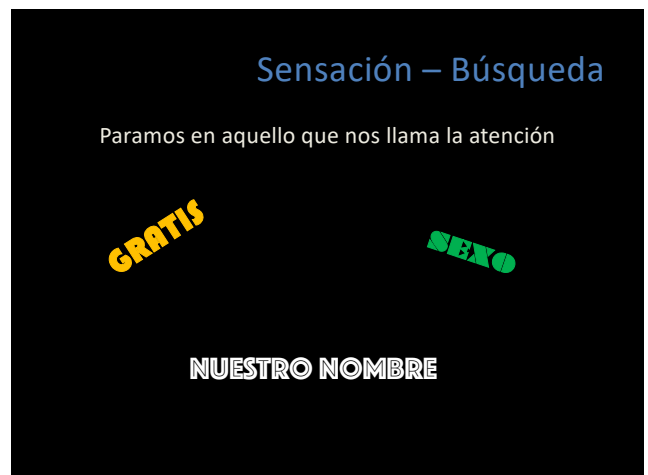 Sensación – Búsqueda
Paramos en aquello que nos llama la atención
GRATIS
SEXO
NUESTRO NOMBRE